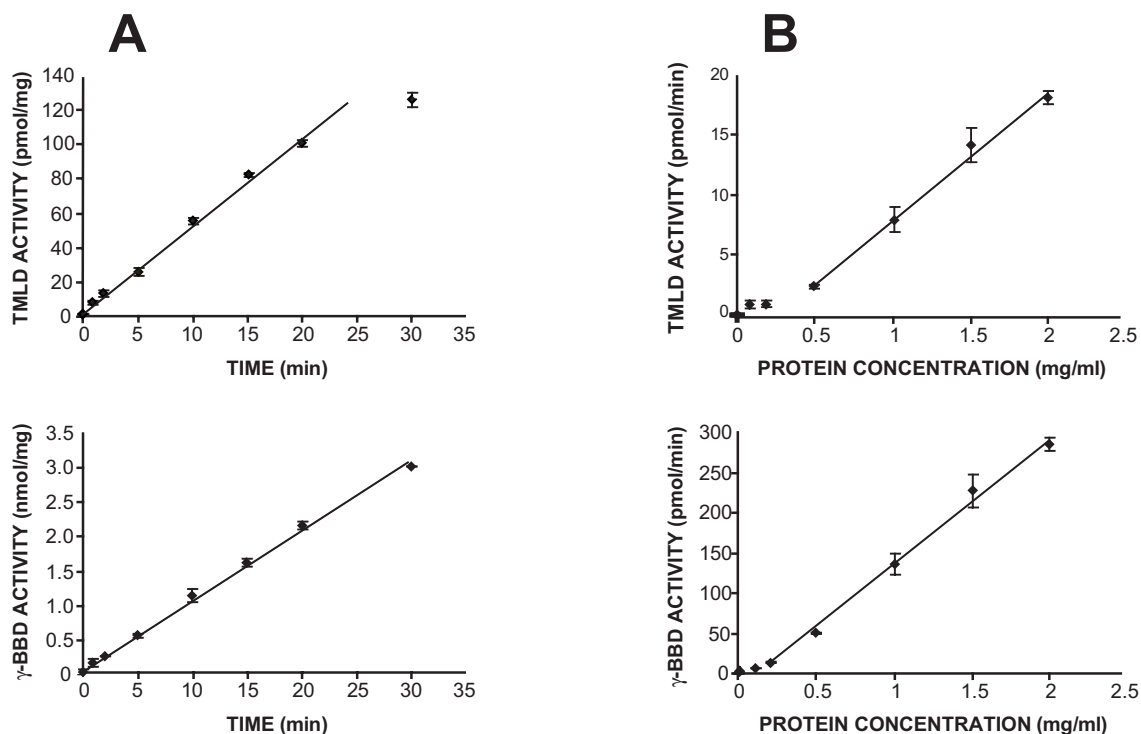 A
TMLD ACTIVITY (pmol/mg)
140
120
100
80
60
40
20
0
0 5 10 15 20 25 30 35
TIME (min)
B
TMLD ACTIVITY (pmol/min)
20
15
10
5
0
0 0.5 1 1.5 2 2.5
PROTEIN CONCENTRATION (mg/ml)
γ-BBD ACTIVITY (nmol/mg)
3.5
3.0
2.0
1.5
1.0
0.5
0
0 5 10 15 20 25 30 35
TIME (min)
γ-BBD ACTIVITY (pmol/min)
300
250
200
150
100
50
0
0 0.5 1 1.5 2 2.5
PROTEIN CONCENTRATION (mg/ml)